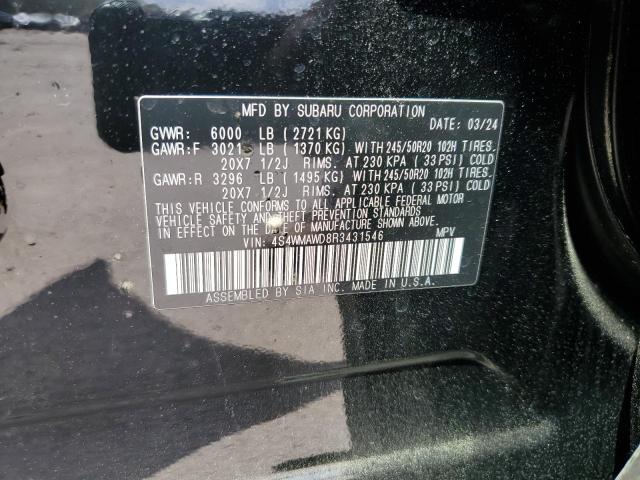 MFD BY SUBARU CORPORATION
DATE: 03/24
GVWR: 6000 LB (2721 KG)
GAWR:F 3021 LB (1370 KG) WITH 245/50R20 102H TIRES,
20X7 1/2J RIMS, AT 230 KPA (33 PSI) COLD
GAWR:R 3296 LB (1495 KG) WITH 245/50R20 102H TIRES,
20X7 1/2J RIMS, AT 230 KPA (33 PSI) COLD
THIS VEHICLE CONFORMS TO ALL APPLICABLE FEDERAL MOTOR
VEHICLE SAFETY AND THEFT PREVENTION STANDARDS
IN EFFECT ON THE DATE OF MANUFACTURE SHOWN ABOVE.
VIN: 4S4WMAWD8R3431546 MPV
ASSEMBLED BY SIA INC. MADE IN U.S.A.